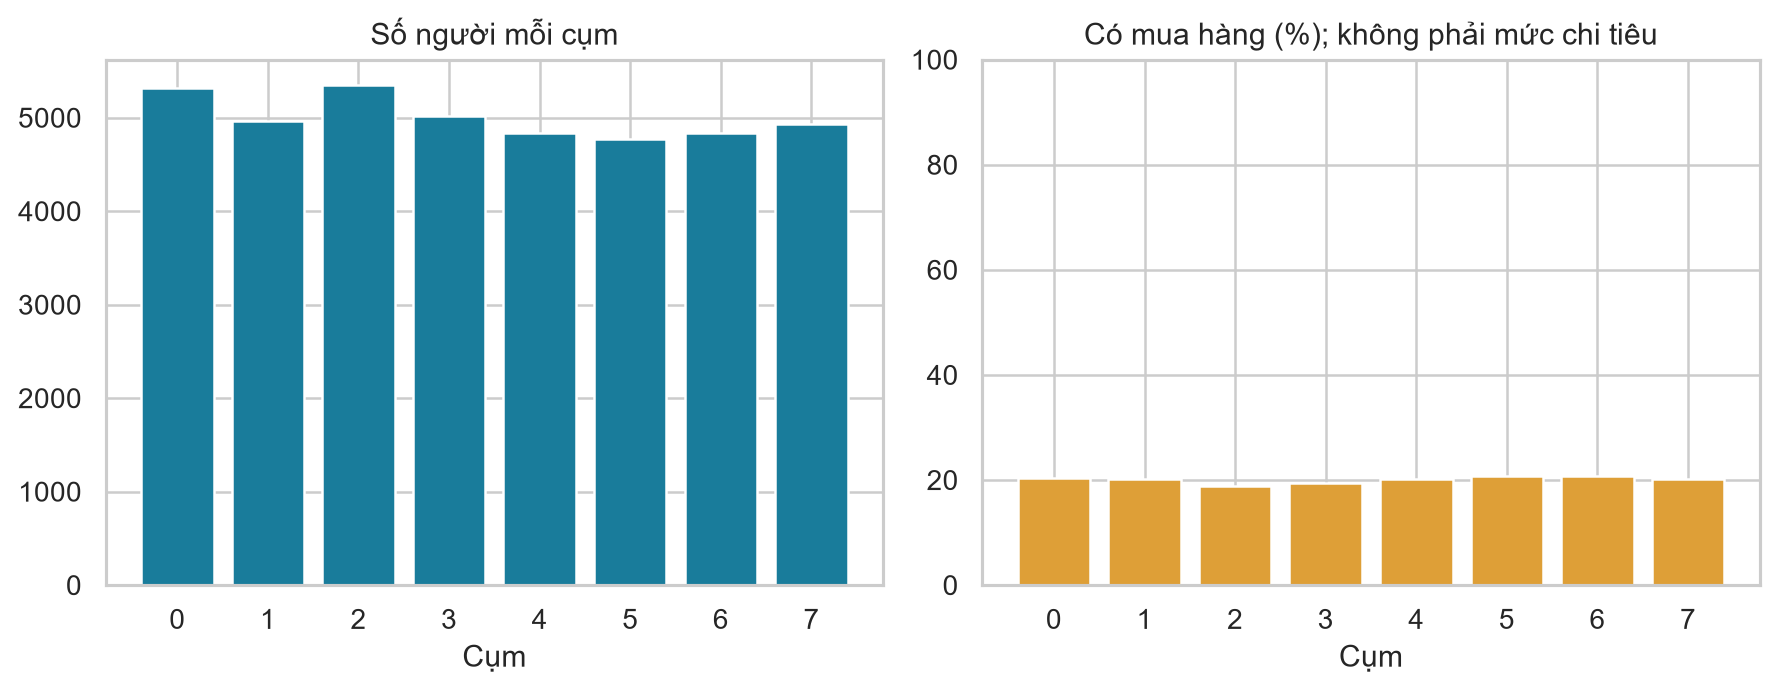 Số người mỗi cụm
5000
4000
3000
2000
1000
0
0 1 2 3 4 5 6 7
Cụm
Có mua hàng (%); không phải mức chi tiêu
100
80
60
40
20
0
0 1 2 3 4 5 6 7
Cụm